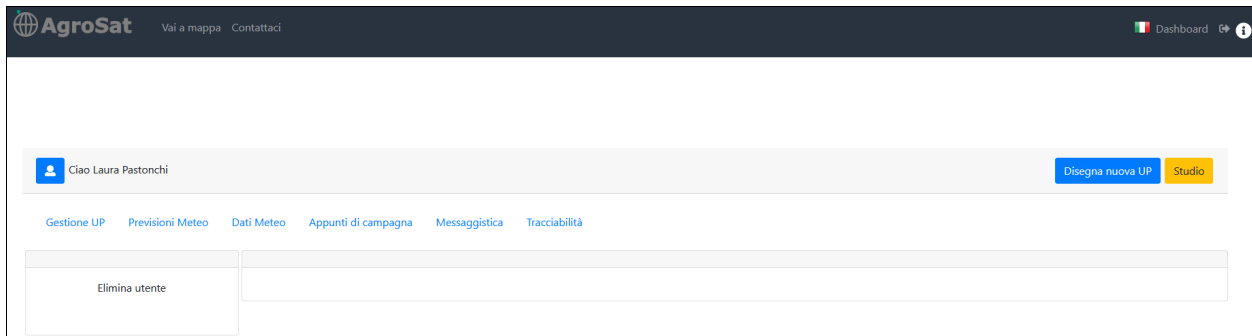 AgroSat Vai a mappa Contattaci Dashboard
Ciao Laura Pastonchi Disegna nuova UP Studio
Gestione UP Previsioni Meteo Dati Meteo Appunti di campagna Messaggistica Tracciabilità
Elimina utente